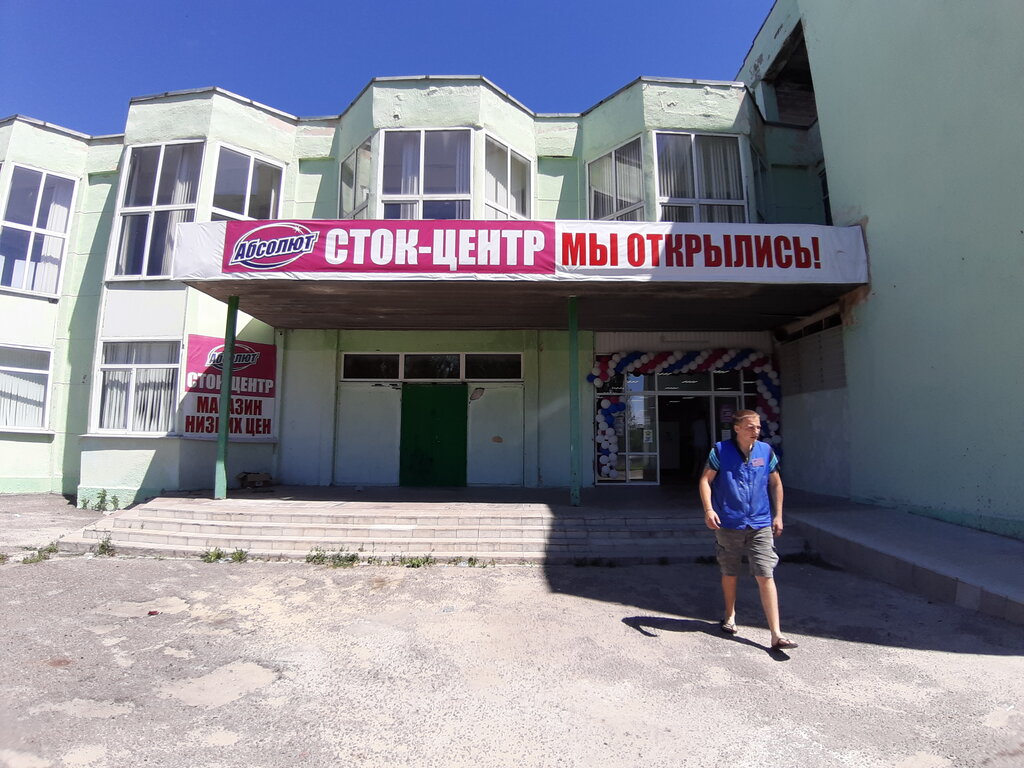 Абсолют СТОК-ЦЕНТР МЫ ОТКРЫЛИСЬ!
Абсолют
СТОК-ЦЕНТР
МАГАЗИН
НИЗКИХ ЦЕН